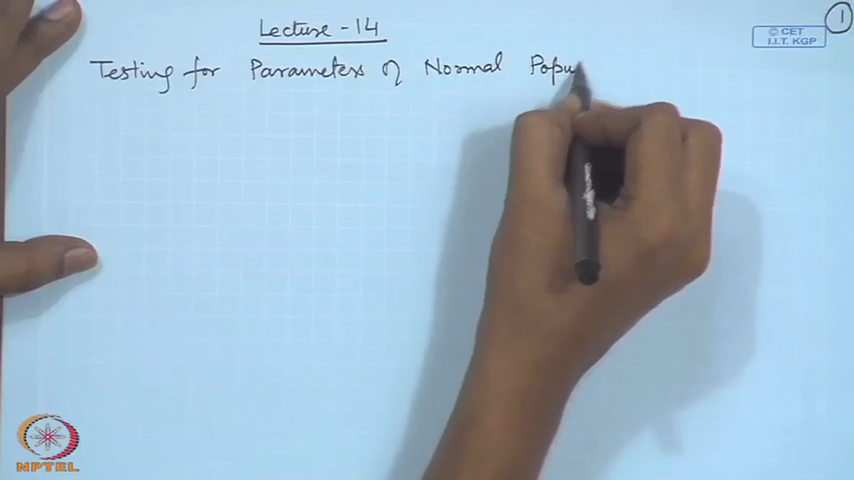 Lecture - 14
1
© CET
I.I.T. KGP
Testing for Parameters of Normal Popu
NPTEL